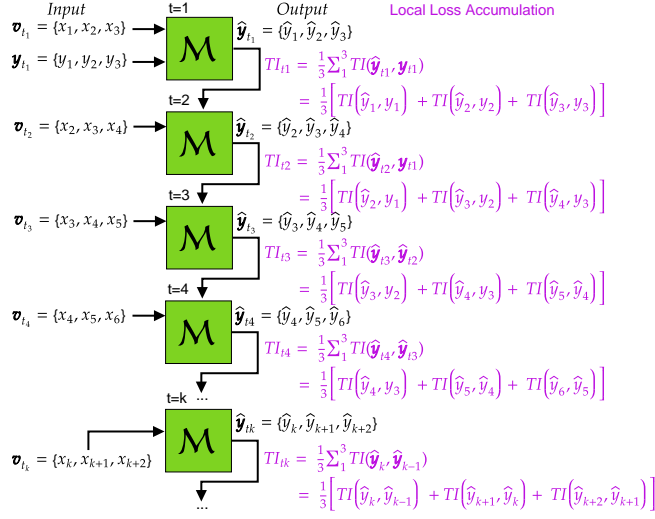 Input Output Local Loss Accumulation
t=1
𝒗_{t_1} = {x_1, x_2, x_3} ŷ_{t_1} = {ŷ_1, ŷ_2, ŷ_3}
y_{t_1} = {y_1, y_2, y_3} M TI_{t1} = 1/3 Σ_1^3 TI(ŷ_{t1}, y_{t1})
= 1/3 [TI(ŷ_1, y_1) + TI(ŷ_2, y_2) + TI(ŷ_3, y_3)]
t=2
𝒗_{t_2} = {x_2, x_3, x_4} M ŷ_{t_2} = {ŷ_2, ŷ_3, ŷ_4}
TI_{t2} = 1/3 Σ_1^3 TI(ŷ_{t2}, y_{t1})
= 1/3 [TI(ŷ_2, y_1) + TI(ŷ_3, y_2) + TI(ŷ_4, y_3)]
t=3
𝒗_{t_3} = {x_3, x_4, x_5} M ŷ_{t_3} = {ŷ_3, ŷ_4, ŷ_5}
TI_{t3} = 1/3 Σ_1^3 TI(ŷ_{t3}, ŷ_{t2})
= 1/3 [TI(ŷ_3, y_2) + TI(ŷ_4, y_3) + TI(ŷ_5, ŷ_4)]
t=4
𝒗_{t_4} = {x_4, x_5, x_6} M ŷ_{t4} = {ŷ_4, ŷ_5, ŷ_6}
TI_{t4} = 1/3 Σ_1^3 TI(ŷ_{t4}, ŷ_{t3})
= 1/3 [TI(ŷ_4, y_3) + TI(ŷ_5, ŷ_4) + TI(ŷ_6, ŷ_5)]
...
t=k
M ŷ_{tk} = {ŷ_k, ŷ_{k+1}, ŷ_{k+2}}
𝒗_{t_k} = {x_k, x_{k+1}, x_{k+2}} TI_{tk} = 1/3 Σ_1^3 TI(ŷ_k, ŷ_{k-1})
= 1/3 [TI(ŷ_k, ŷ_{k-1}) + TI(ŷ_{k+1}, ŷ_k) + TI(ŷ_{k+2}, ŷ_{k+1})]
...